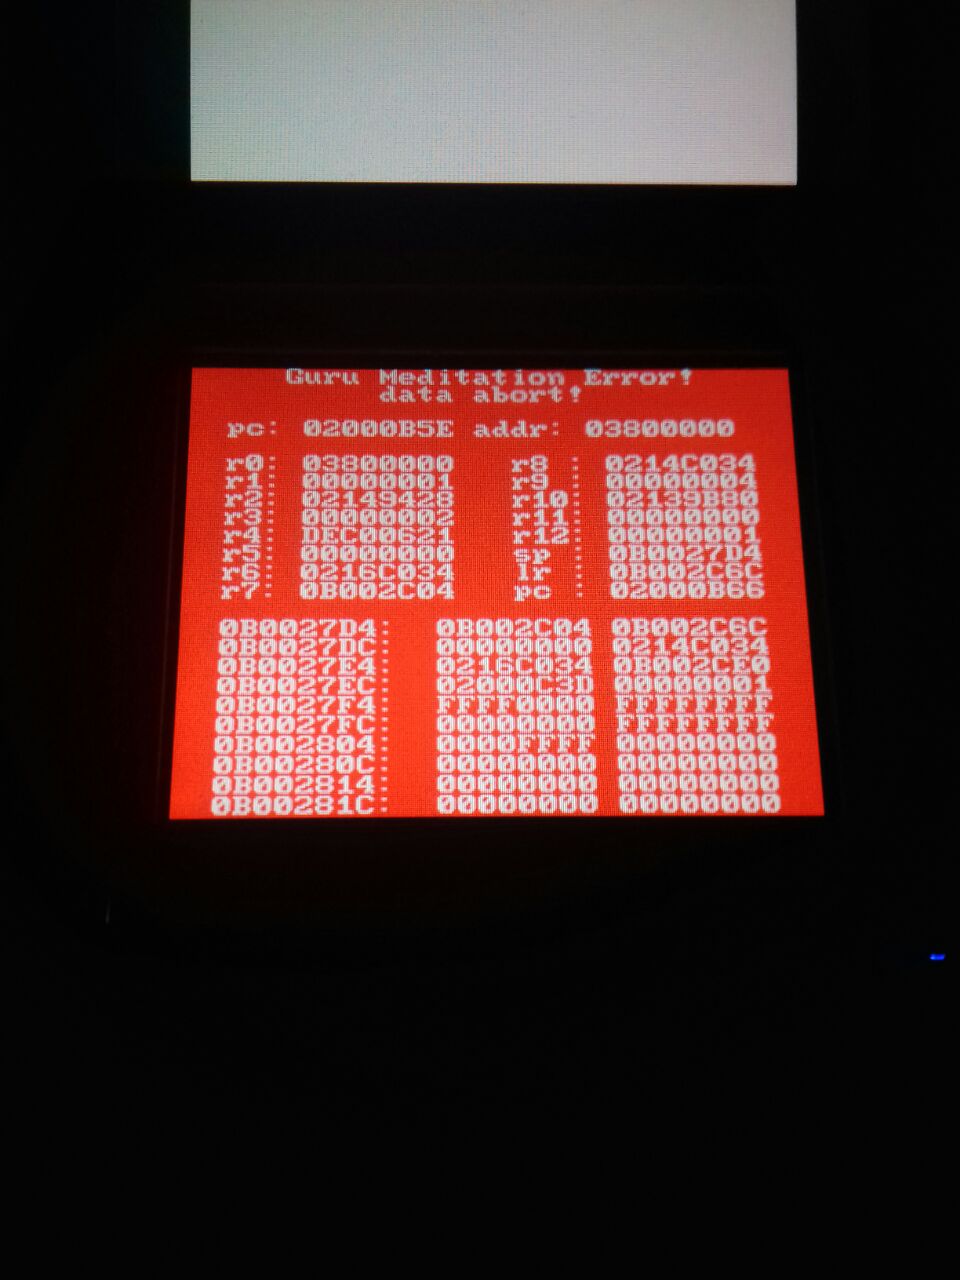 Guru Meditation Error!
data abort!
pc: 02000B5E addr: 03800000
r0: 03800000 r8 : 0214C034
r1: 00000001 r9 : 00000004
r2: 02149428 r10: 02139B80
r3: 00000002 r11: 00000000
r4: DEC00621 r12: 00000001
r5: 00000000 sp : 0B0027D4
r6: 0216C034 lr : 0B002C6C
r7: 0B002C04 pc : 02000B66
0B0027D4: 0B002C04 0B002C6C
0B0027DC: 00000000 0214C034
0B0027E4: 0216C034 0B002CE0
0B0027EC: 02000C3D 00000001
0B0027F4: FFFF0000 FFFFFFFF
0B0027FC: 00000000 FFFFFFFF
0B002804: 0000FFFF 00000000
0B00280C: 00000000 00000000
0B002814: 00000000 00000000
0B00281C: 00000000 00000000